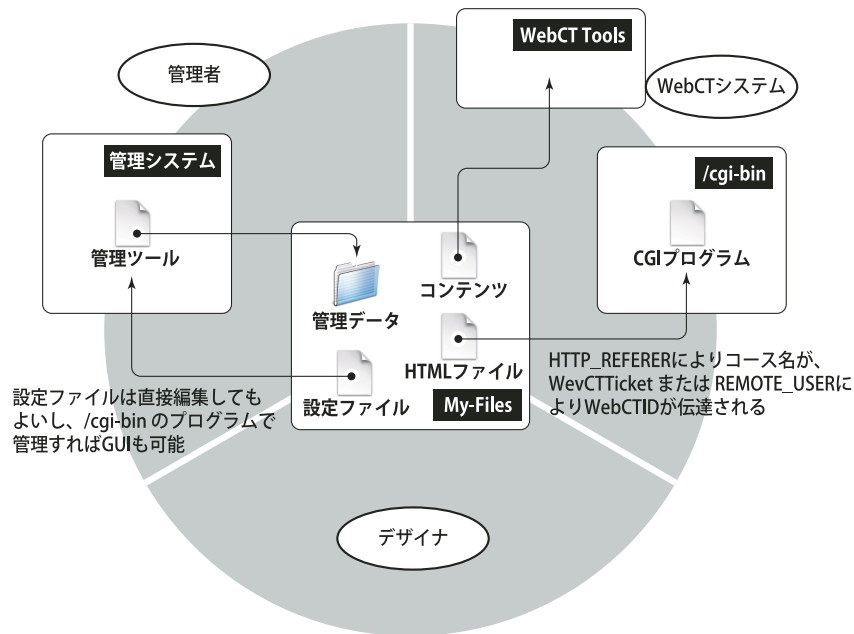 WebCT Tools
管理者
WebCTシステム
管理システム
/cgi-bin
管理ツール
CGIプログラム
コンテンツ
管理データ
HTMLファイル
設定ファイル
My-Files
HTTP_REFERERによりコース名が、
WevCTTicket または REMOTE_USERに
よりWebCTIDが伝達される
設定ファイルは直接編集しても
よいし、/cgi-bin のプログラムで
管理すればGUIも可能
デザイナ